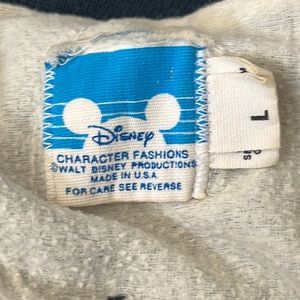 Disney
CHARACTER FASHIONS
©WALT DISNEY PRODUCTIONS
MADE IN U.S.A.
FOR CARE SEE REVERSE
L